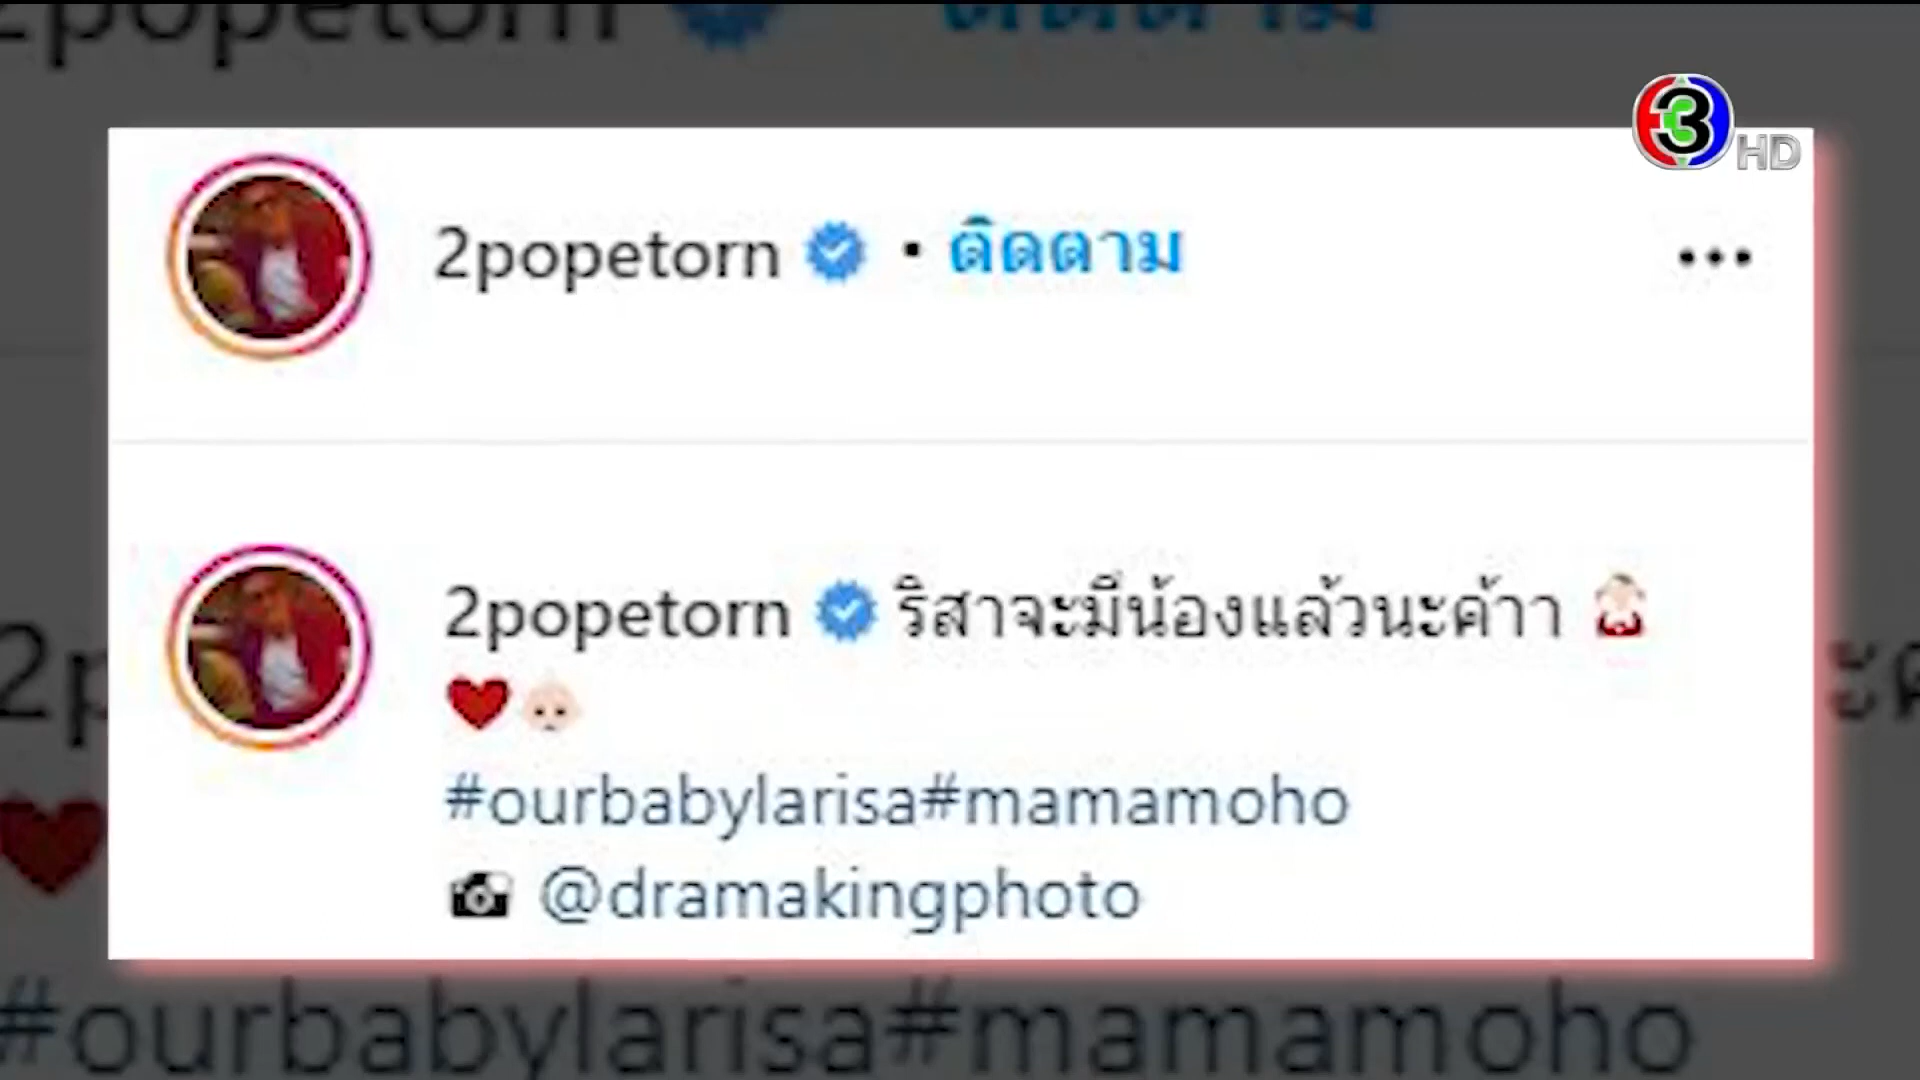 3 HD
2popetorn • ติดตาม
2popetorn ริสาจะมีน้องแล้วนะค้าา
#ourbabylarisa#mamamoho
@dramakingphoto
#ourbabylarisa#mamamoho